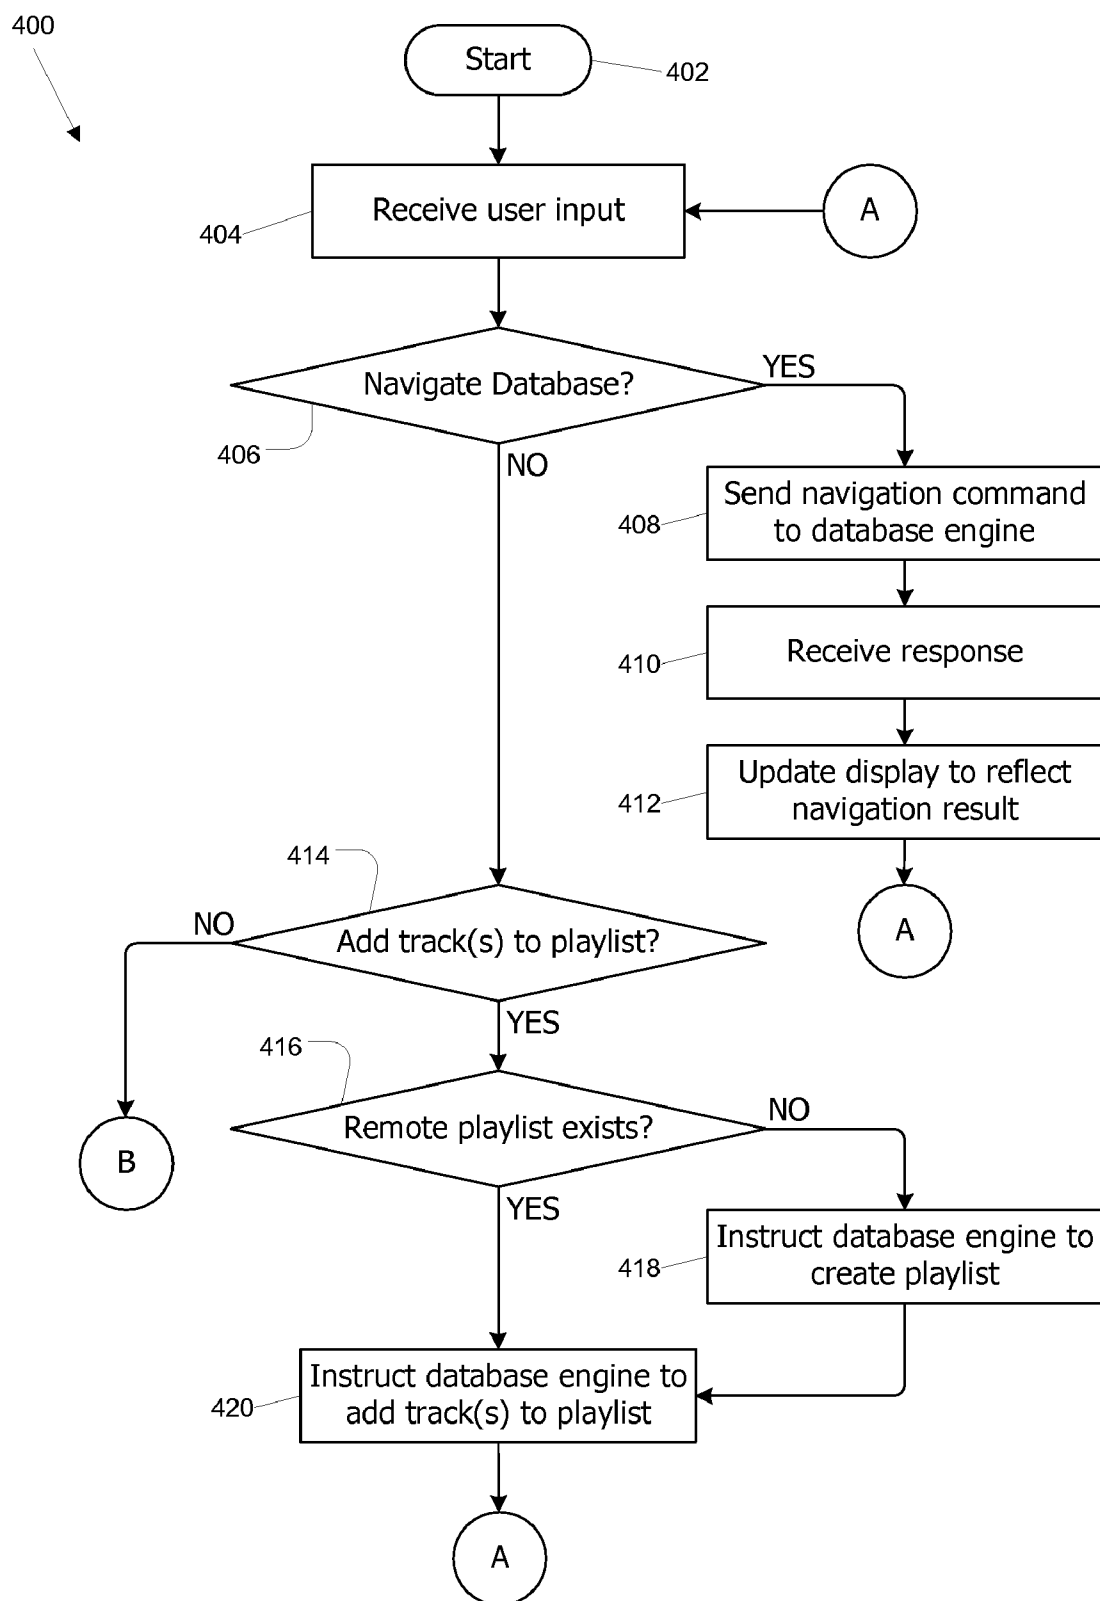 400
Start
402
Receive user input
A
404
Navigate Database?
YES
406
NO
Send navigation command
to database engine
408
Receive response
410
Update display to reflect
navigation result
412
414
NO
Add track(s) to playlist?
A
YES
416
Remote playlist exists?
NO
B
YES
Instruct database engine to
create playlist
418
Instruct database engine to
add track(s) to playlist
420
A